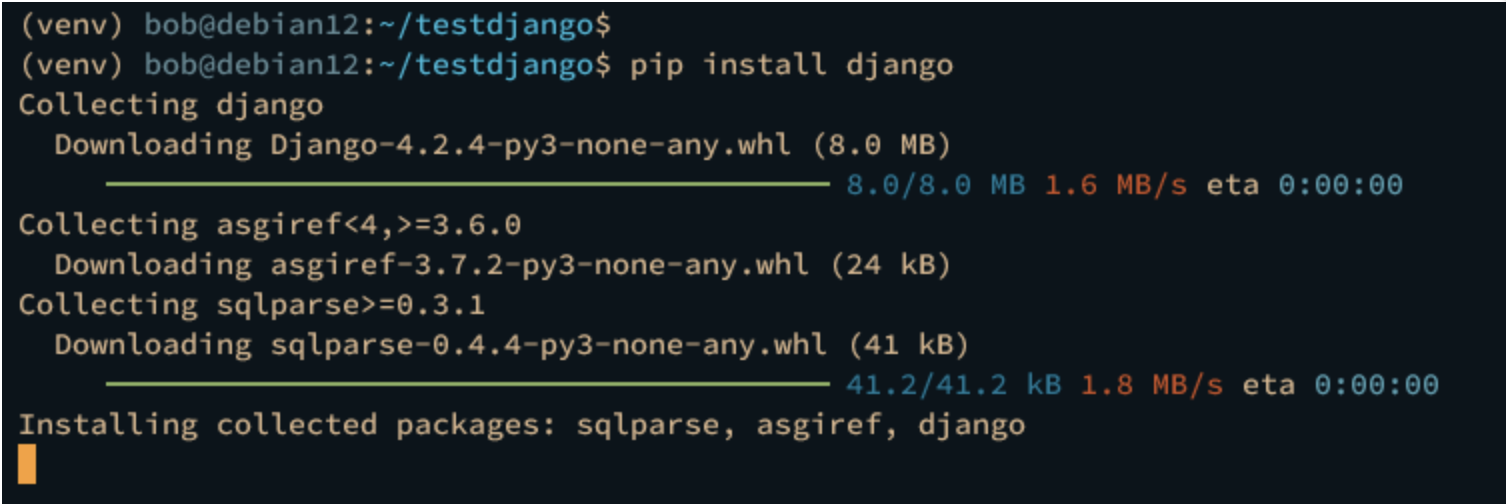 (venv) bob@debian12:~/testdjango$
(venv) bob@debian12:~/testdjango$ pip install django
Collecting django
  Downloading Django-4.2.4-py3-none-any.whl (8.0 MB)
8.0/8.0 MB 1.6 MB/s eta 0:00:00
Collecting asgiref<4,>=3.6.0
  Downloading asgiref-3.7.2-py3-none-any.whl (24 kB)
Collecting sqlparse>=0.3.1
  Downloading sqlparse-0.4.4-py3-none-any.whl (41 kB)
41.2/41.2 kB 1.8 MB/s eta 0:00:00
Installing collected packages: sqlparse, asgiref, django